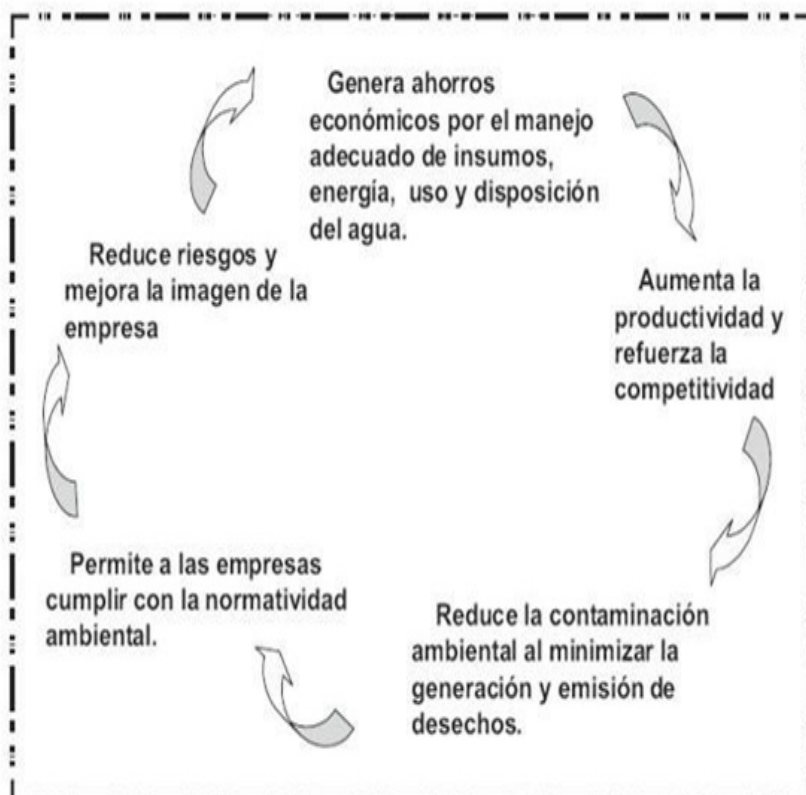 Genera ahorros
económicos por el manejo
adecuado de insumos,
energía, uso y disposición
del agua.
Aumenta la
productividad y
refuerza la
competitividad
Reduce la contaminación
ambiental al minimizar la
generación y emisión de
desechos.
Permite a las empresas
cumplir con la normatividad
ambiental.
Reduce riesgos y
mejora la imagen de la
empresa